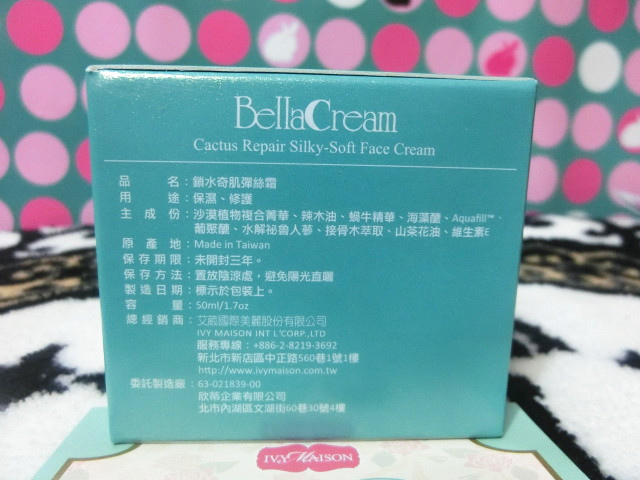 BellaCream
Cactus Repair Silky-Soft Face Cream
品名：鎖水奇肌彈絲霜
用途：保濕、修護
主成份：沙漠植物複合菁華、辣木油、蝸牛精華、海藻醣、Aquafill™、
葡聚醣、水解祕魯人蔘、接骨木萃取、山茶花油、維生素E
原產地：Made in Taiwan
保存期限：未開封三年。
保存方法：置放陰涼處，避免陽光直曬
製造日期：標示於包裝上。
容量：50ml/1.7oz
總經銷商：艾葳國際美麗股份有限公司
IVY MAISON INT L'CORP.,LTD
服務專線：+886-2-8219-3692
新北市新店區中正路560巷1號1樓
http://www.ivymaison.com.tw
委託製造廠：63-021839-00
欣蒂企業有限公司
北市內湖區文湖街60巷30號4樓
IVY MAISON